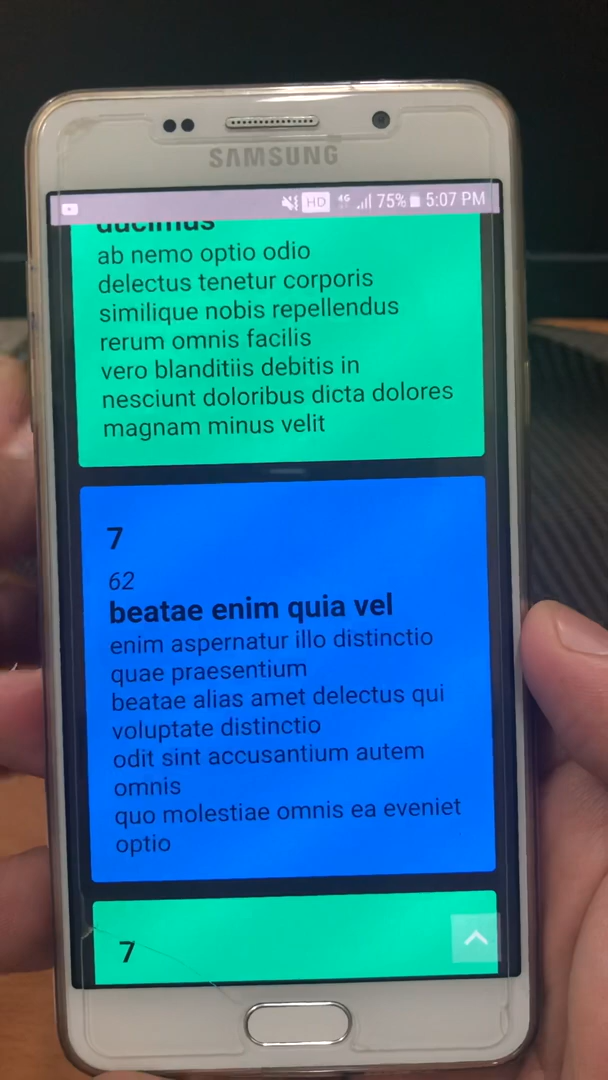 SAMSUNG
HD 4G 75% 5:07 PM
ducimus
ab nemo optio odio
delectus tenetur corporis
similique nobis repellendus
rerum omnis facilis
vero blanditiis debitis in
nesciunt doloribus dicta dolores
magnam minus velit
7
62
beatae enim quia vel
enim aspernatur illo distinctio
quae praesentium
beatae alias amet delectus qui
voluptate distinctio
odit sint accusantium autem
omnis
quo molestiae omnis ea eveniet
optio
7